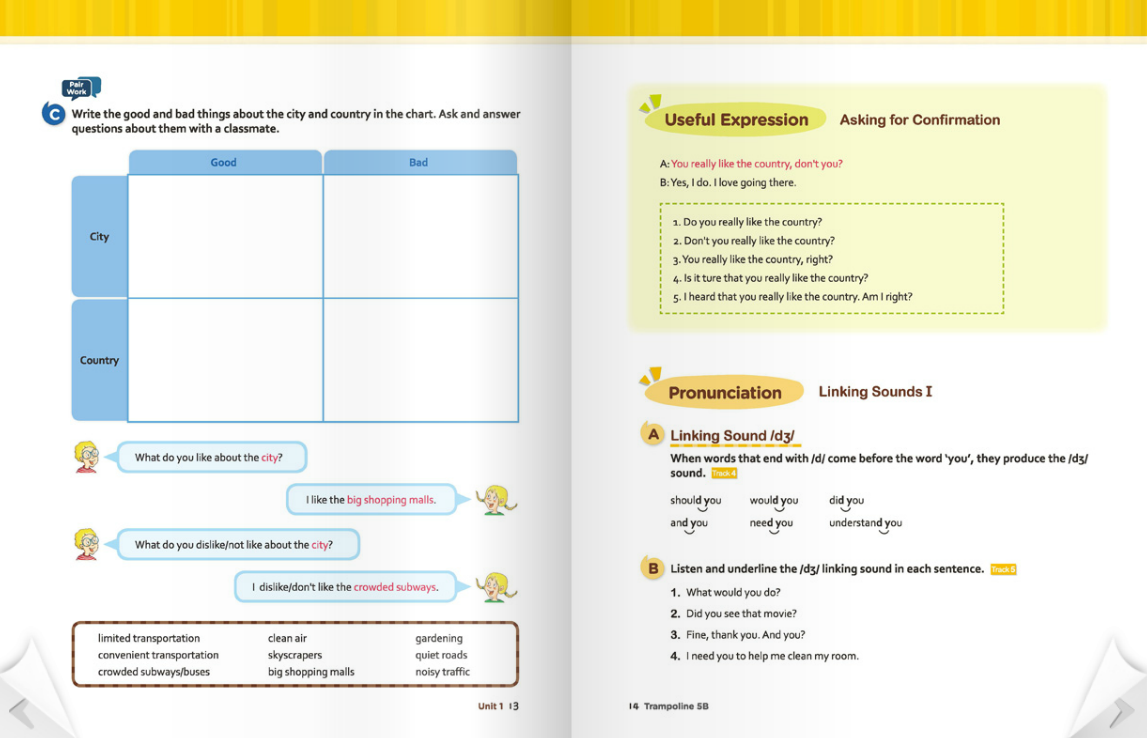 Pair
Work
C Write the good and bad things about the city and country in the chart. Ask and answer
questions about them with a classmate.
Good Bad
City
Country
What do you like about the city?
I like the big shopping malls.
What do you dislike/not like about the city?
I dislike/don't like the crowded subways.
limited transportation clean air gardening
convenient transportation skyscrapers quiet roads
crowded subways/buses big shopping malls noisy traffic
Unit 1 13
Useful Expression Asking for Confirmation
A: You really like the country, don't you?
B: Yes, I do. I love going there.
1. Do you really like the country?
2. Don't you really like the country?
3. You really like the country, right?
4. Is it ture that you really like the country?
5. I heard that you really like the country. Am I right?
Pronunciation Linking Sounds I
A Linking Sound /dʒ/
When words that end with /d/ come before the word 'you', they produce the /dʒ/
sound. Track 4
should you would you did you
and you need you understand you
B Listen and underline the /dʒ/ linking sound in each sentence. Track 5
1. What would you do?
2. Did you see that movie?
3. Fine, thank you. And you?
4. I need you to help me clean my room.
14 Trampoline 5B